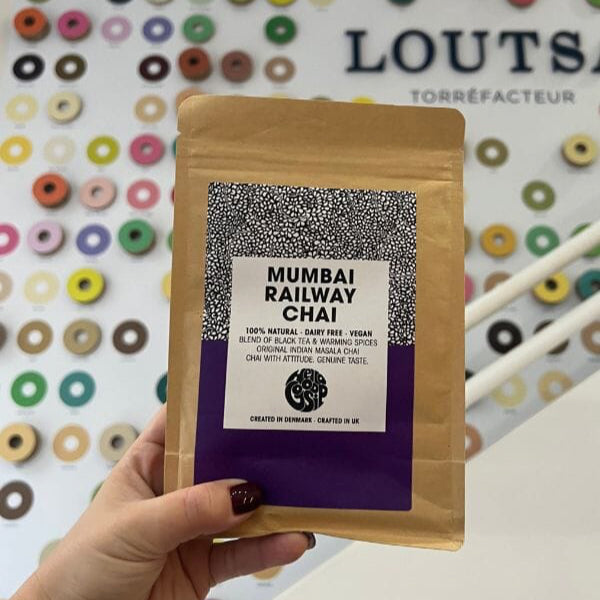 LOUTSA
TORRÉFACTEUR
MUMBAI
RAILWAY
CHAI
100% NATURAL - DAIRY FREE - VEGAN
BLEND OF BLACK TEA & WARMING SPICES
ORIGINAL INDIAN MASALA CHAI
CHAI WITH ATTITUDE. GENUINE TASTE.
CREATED IN DENMARK - CRAFTED IN UK